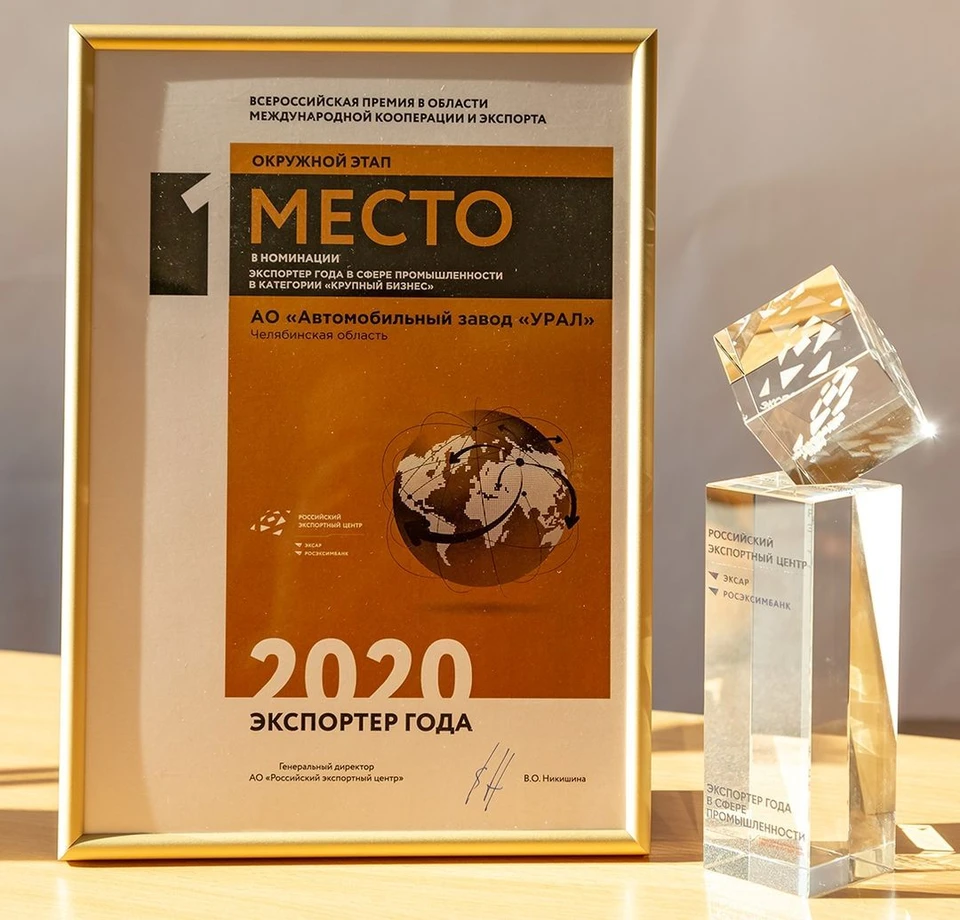 ВСЕРОССИЙСКАЯ ПРЕМИЯ В ОБЛАСТИ
МЕЖДУНАРОДНОЙ КООПЕРАЦИИ И ЭКСПОРТА
ОКРУЖНОЙ ЭТАП
1 МЕСТО
В НОМИНАЦИИ
ЭКСПОРТЕР ГОДА В СФЕРЕ ПРОМЫШЛЕННОСТИ
В КАТЕГОРИИ «КРУПНЫЙ БИЗНЕС»
АО «Автомобильный завод «УРАЛ»
Челябинская область
РОССИЙСКИЙ
ЭКСПОРТНЫЙ ЦЕНТР
ЭКСАР
РОСЭКСИМБАНК
2020
ЭКСПОРТЕР ГОДА
Генеральный директор
АО «Российский экспортный центр»
В.О. Никишина
РОССИЙСКИЙ
ЭКСПОРТНЫЙ ЦЕНТР
ЭКСАР
РОСЭКСИМБАНК
ЭКСПОРТЕР ГОДА
В СФЕРЕ
ПРОМЫШЛЕННОСТИ